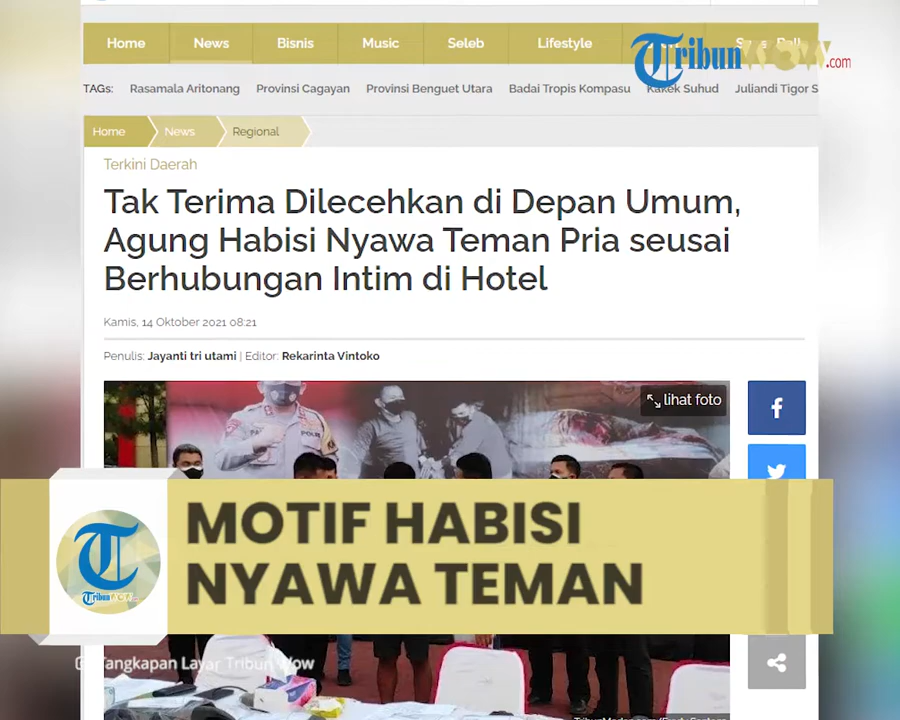 Home News Bisnis Music Seleb Lifestyle
Tribun WOW.com
TAGs: Rasamala Aritonang Provinsi Cagayan Provinsi Benguet Utara Badai Tropis Kompasu Kakek Suhud Juliandi Tigor S
Home News Regional
Terkini Daerah
Tak Terima Dilecehkan di Depan Umum,
Agung Habisi Nyawa Teman Pria seusai
Berhubungan Intim di Hotel
Kamis, 14 Oktober 2021 08:21
Penulis: Jayanti tri utami | Editor: Rekarinta Vintoko
lihat foto
MOTIF HABISI
NYAWA TEMAN
Tribun WOW
Tangkapan Layar Tribun Wow